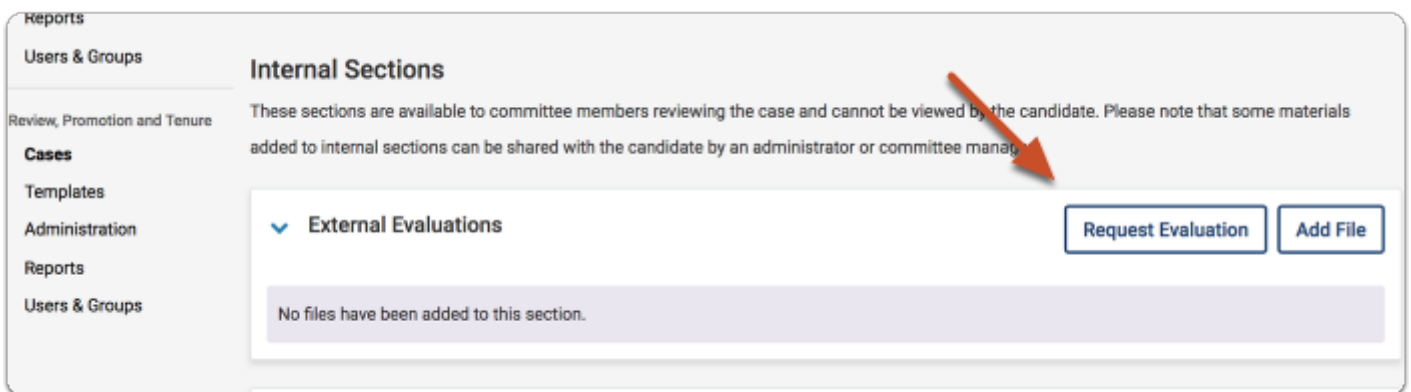 Reports
Users & Groups
Review, Promotion and Tenure
Cases
Templates
Administration
Reports
Users & Groups
Internal Sections
These sections are available to committee members reviewing the case and cannot be viewed by the candidate. Please note that some materials
added to internal sections can be shared with the candidate by an administrator or committee
External Evaluations
Request Evaluation
Add File
No files have been added to this section.